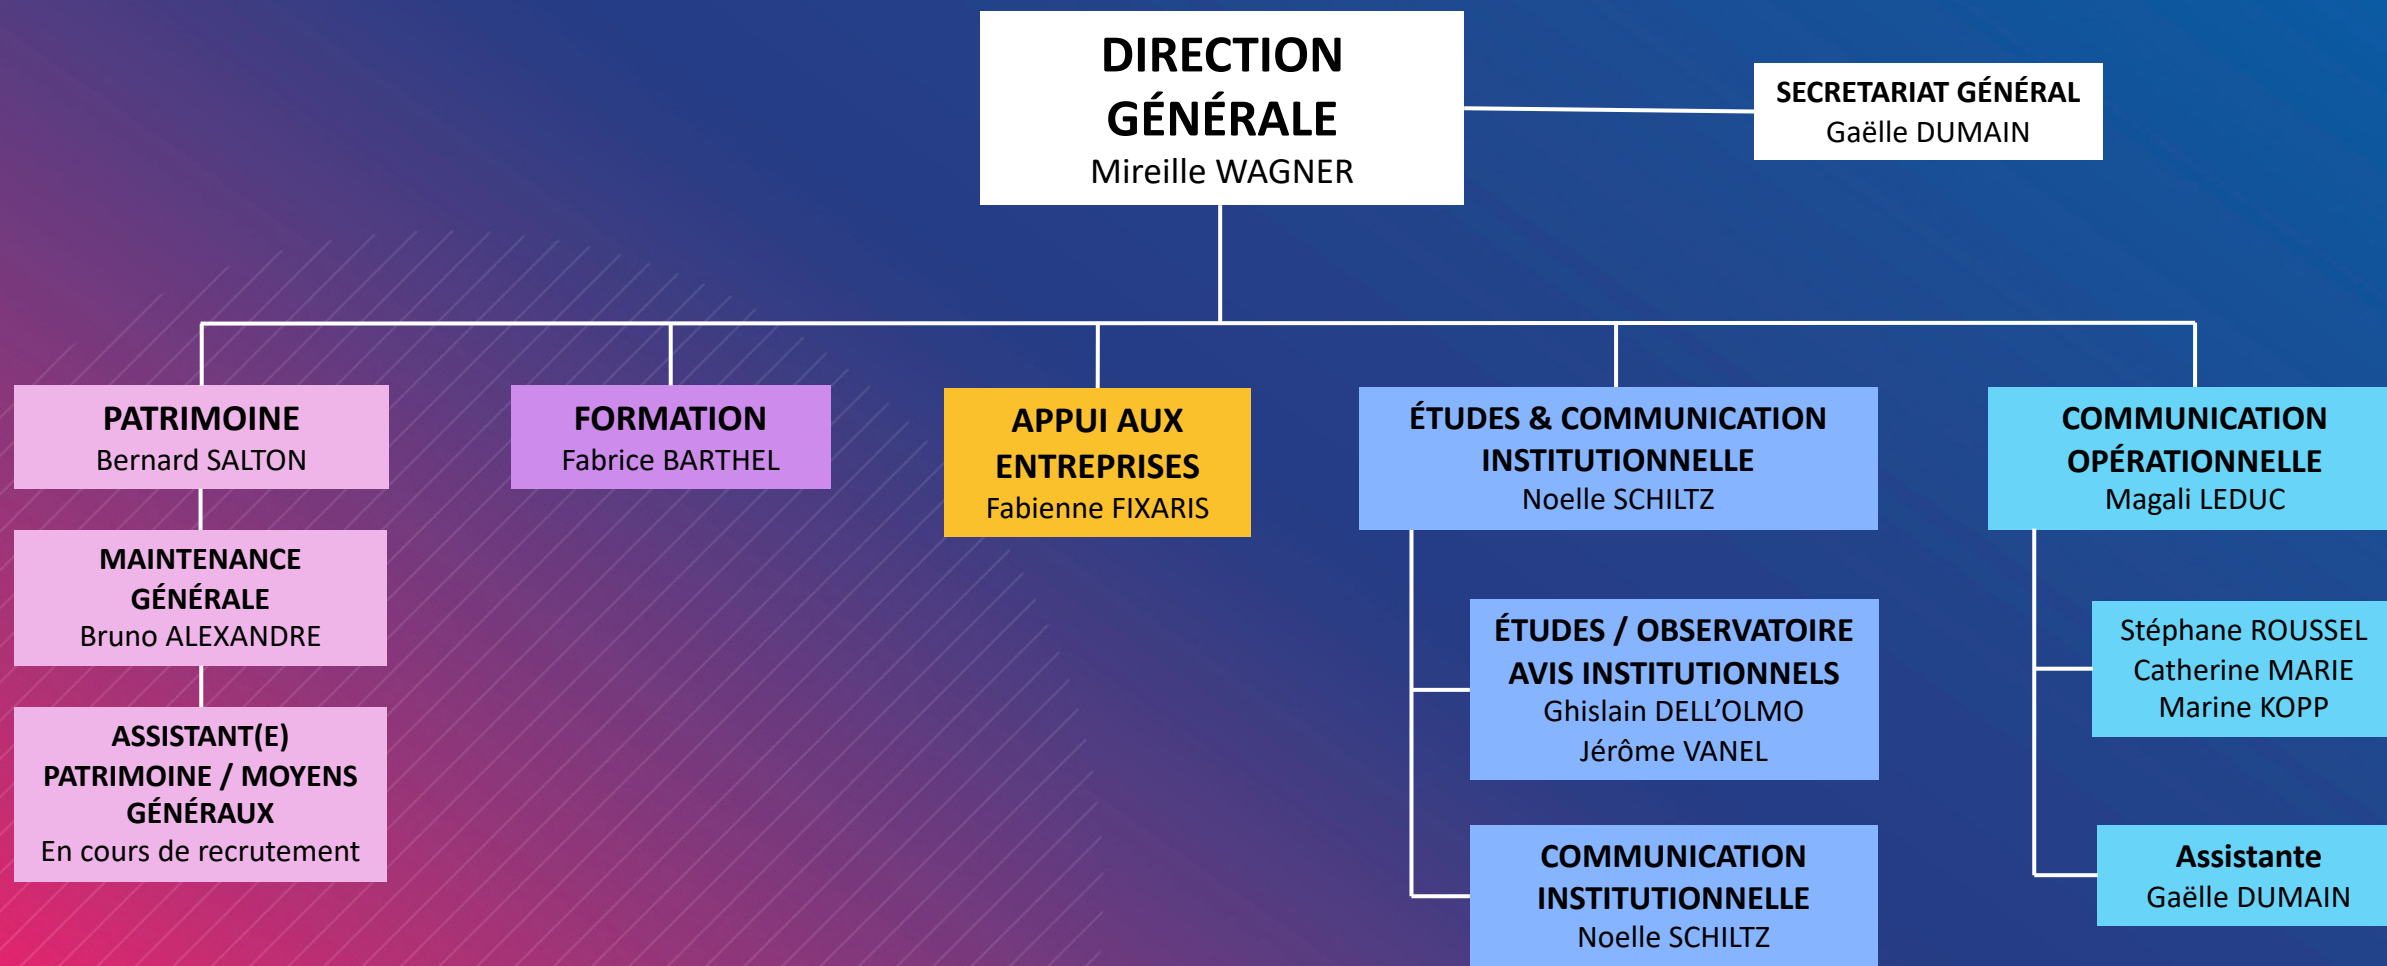 DIRECTION
GÉNÉRALE
Mireille WAGNER
SECRETARIAT GÉNÉRAL
Gaëlle DUMAIN
PATRIMOINE
Bernard SALTON
MAINTENANCE
GÉNÉRALE
Bruno ALEXANDRE
ASSISTANT(E)
PATRIMOINE / MOYENS
GÉNÉRAUX
En cours de recrutement
FORMATION
Fabrice BARTHEL
APPUI AUX
ENTREPRISES
Fabienne FIXARIS
ÉTUDES & COMMUNICATION
INSTITUTIONNELLE
Noelle SCHILTZ
ÉTUDES / OBSERVATOIRE
AVIS INSTITUTIONNELS
Ghislain DELL’OLMO
Jérôme VANEL
COMMUNICATION
INSTITUTIONNELLE
Noelle SCHILTZ
COMMUNICATION
OPÉRATIONNELLE
Magali LEDUC
Stéphane ROUSSEL
Catherine MARIE
Marine KOPP
Assistante
Gaëlle DUMAIN